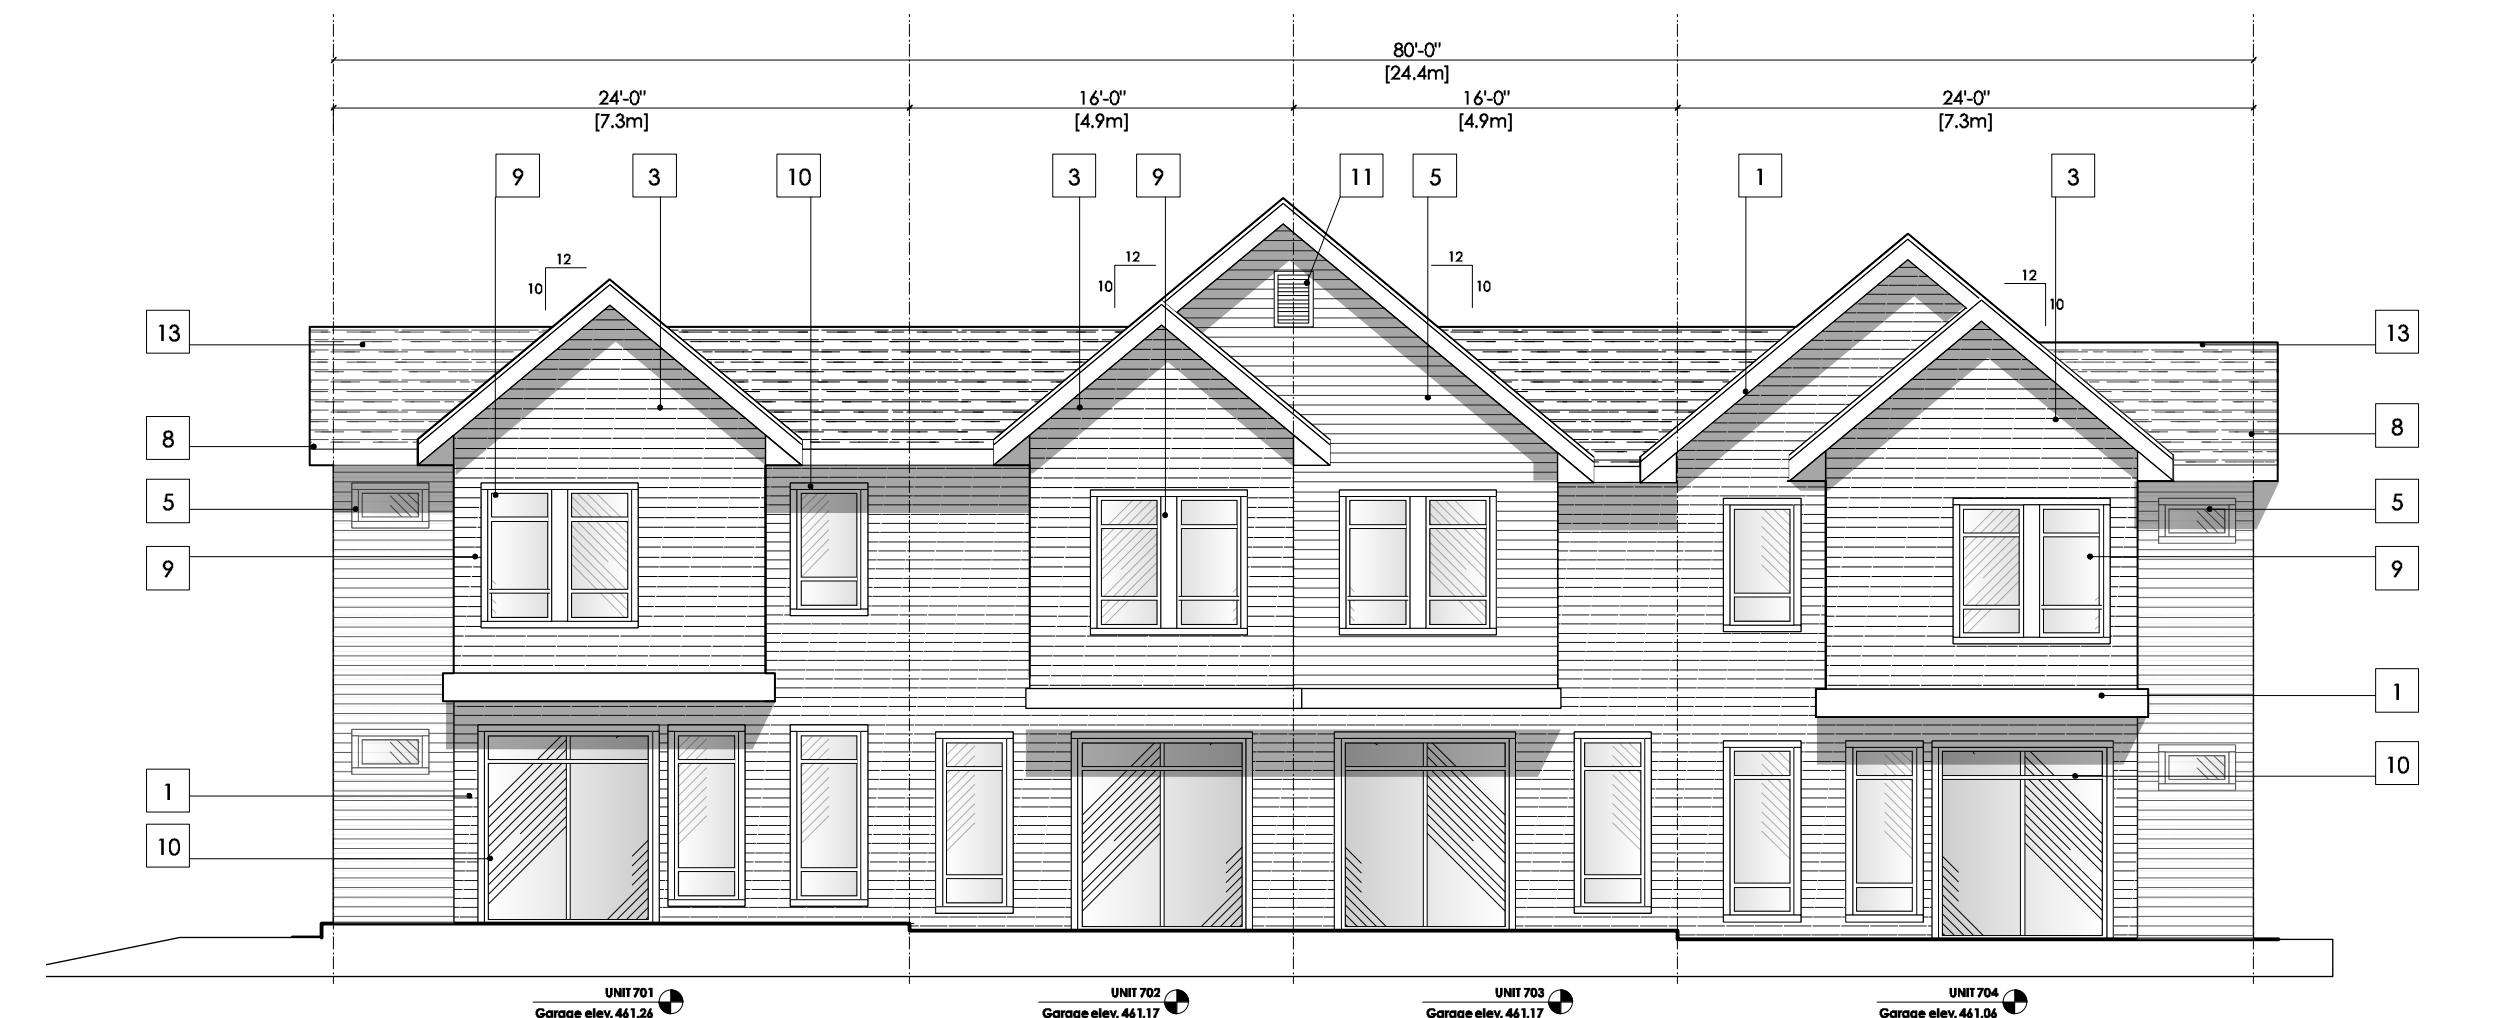 80'-0"
[24.4m]
24'-0" 16'-0" 16'-0" 24'-0"
[7.3m] [4.9m] [4.9m] [7.3m]
9 3 10 3 9 11 5 1 3
12 12 12 12
10 10 10 10
13 13
8 8
5 5
9 9
1
1 10
10
UNIT 701 UNIT 702 UNIT 703 UNIT 704
Garage elev. 461.26 Garage elev. 461.17 Garage elev. 461.17 Garage elev. 461.06